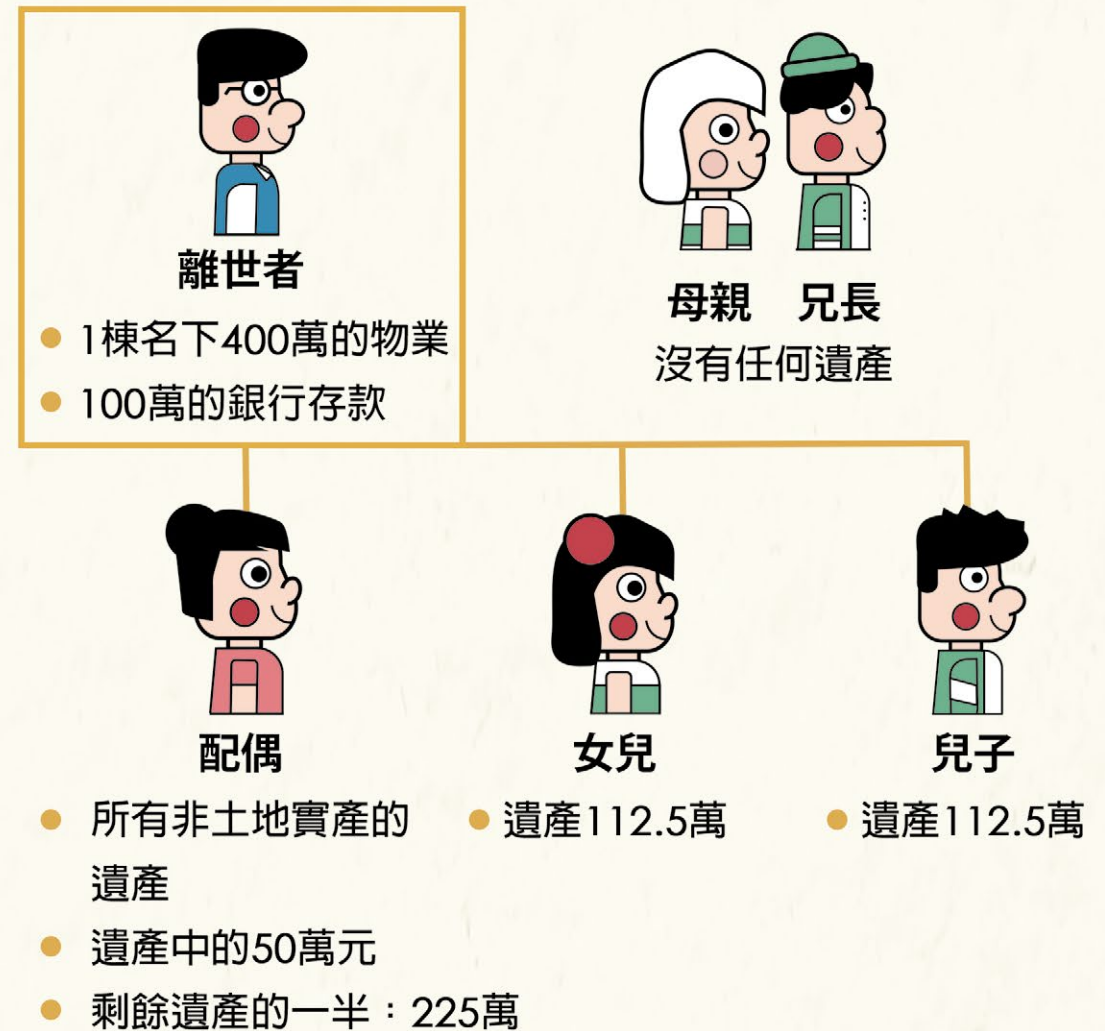 離世者
1棟名下400萬的物業
100萬的銀行存款
母親 兄長
沒有任何遺產
配偶
所有非土地實產的
遺產
遺產中的50萬元
剩餘遺產的一半：225萬
女兒
遺產112.5萬
兒子
遺產112.5萬